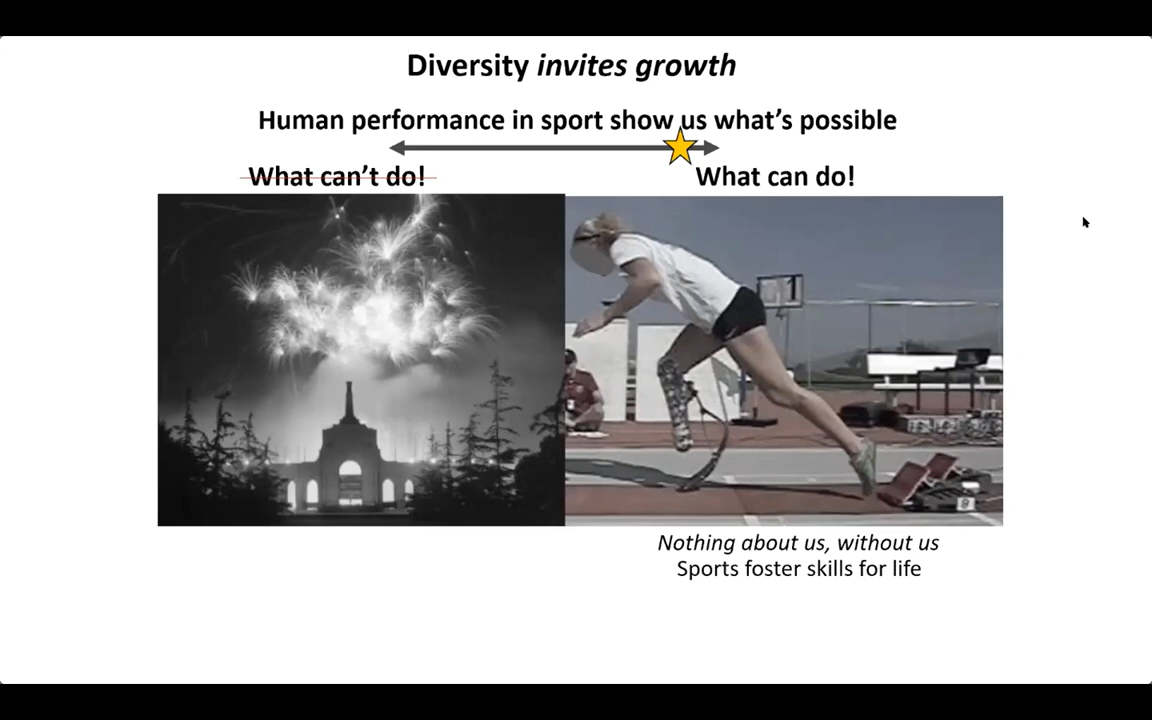 Diversity invites growth
Human performance in sport show us what's possible
What can't do!
What can do!
Nothing about us, without us
Sports foster skills for life